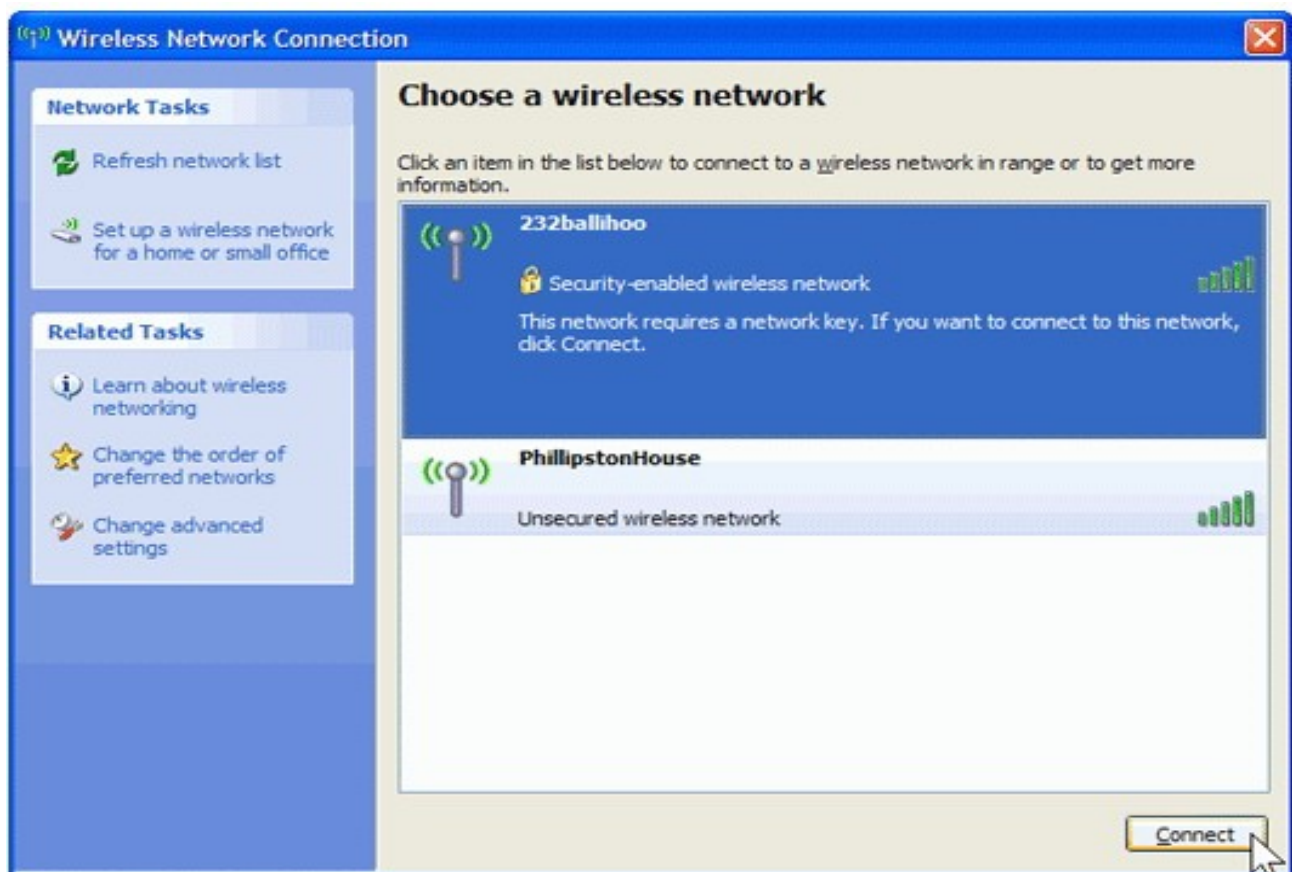 Wireless Network Connection
Network Tasks
Refresh network list
Set up a wireless network
for a home or small office
Related Tasks
Learn about wireless
networking
Change the order of
preferred networks
Change advanced
settings
Choose a wireless network
Click an item in the list below to connect to a wireless network in range or to get more
information.
232ballihoo
Security-enabled wireless network
This network requires a network key. If you want to connect to this network,
click Connect.
PhillipstonHouse
Unsecured wireless network
Connect